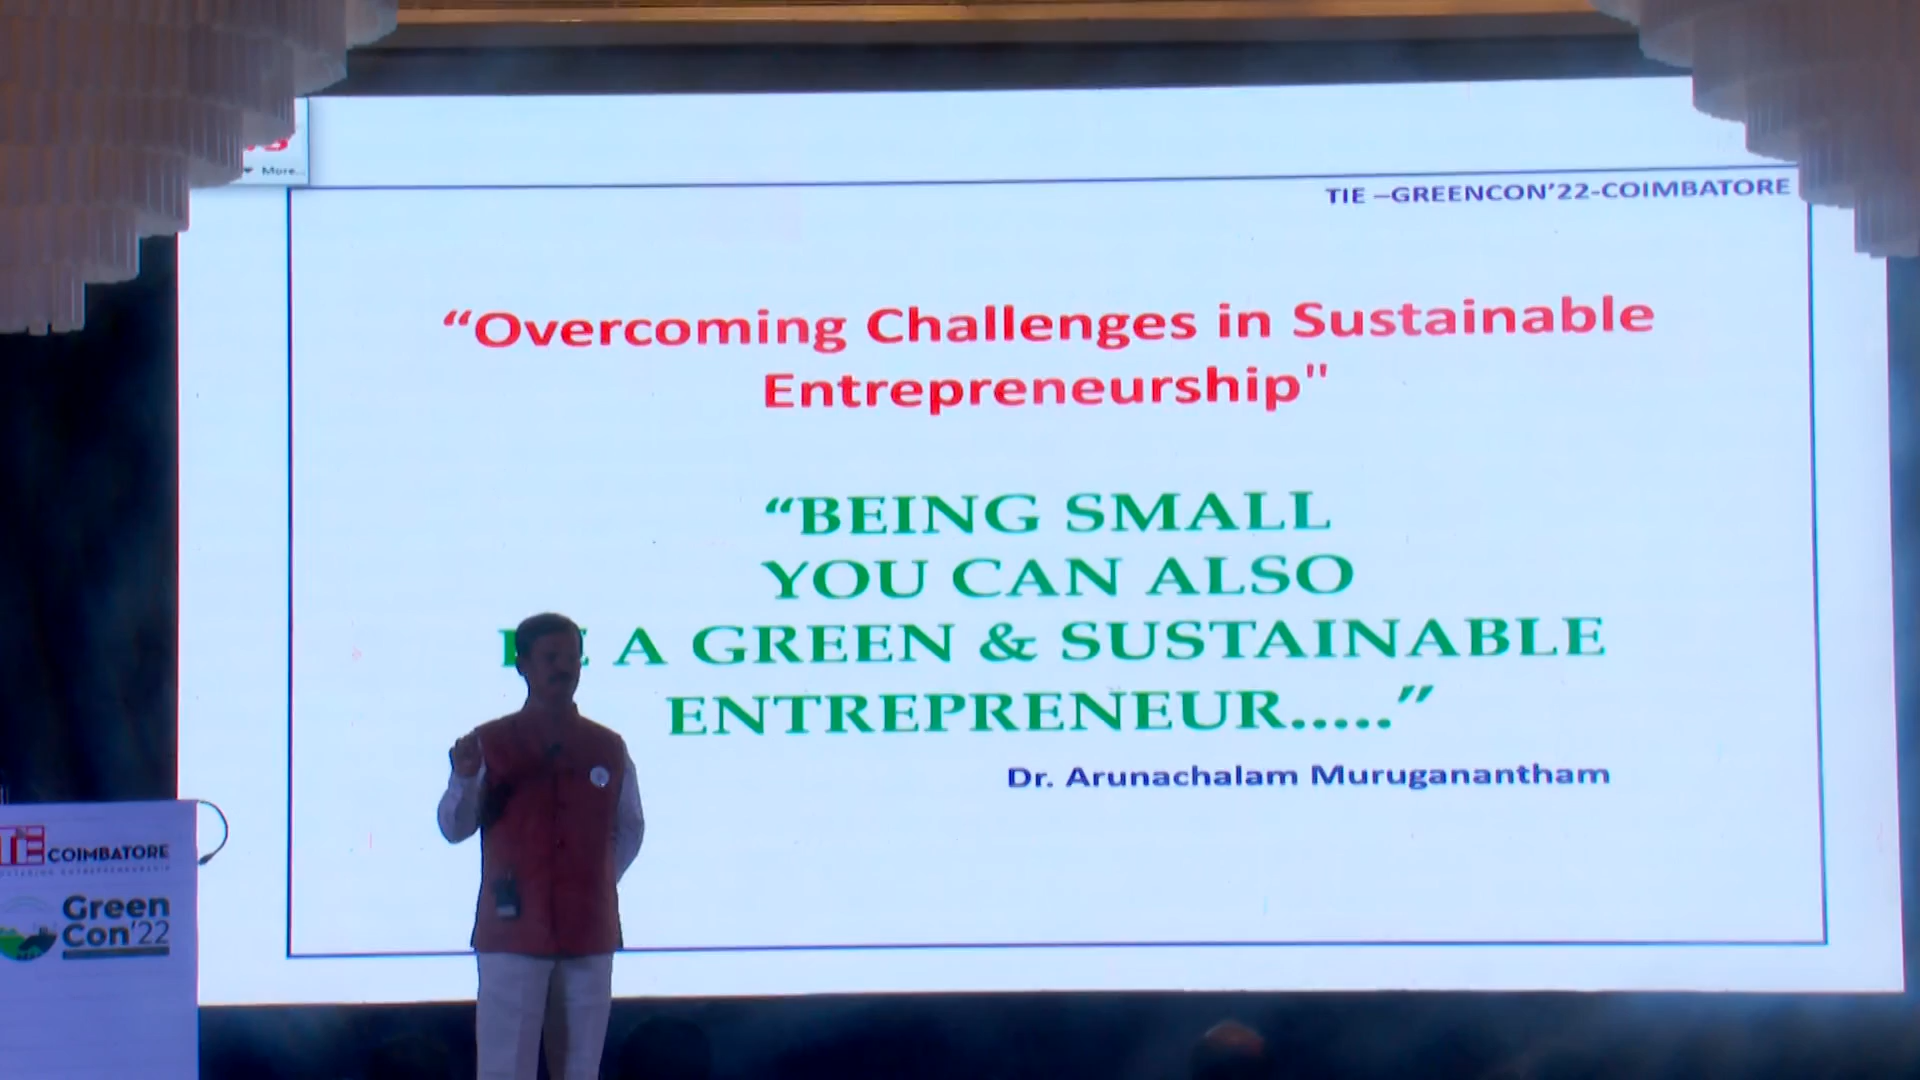 More...
TIE –GREENCON'22-COIMBATORE
“Overcoming Challenges in Sustainable
Entrepreneurship"
“BEING SMALL
YOU CAN ALSO
A GREEN & SUSTAINABLE
ENTREPRENEUR.....”
Dr. Arunachalam Muruganantham
TiE COIMBATORE
Green
Con'22